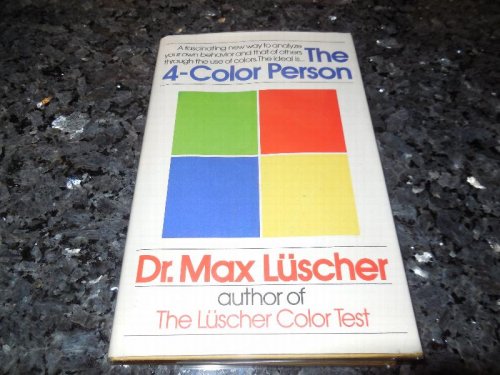 A fascinating new way to analyze
your own behavior and that of others
through the use of colors. The ideal is... The
4-Color Person
Dr. Max Lüscher
author of
The Lüscher Color Test